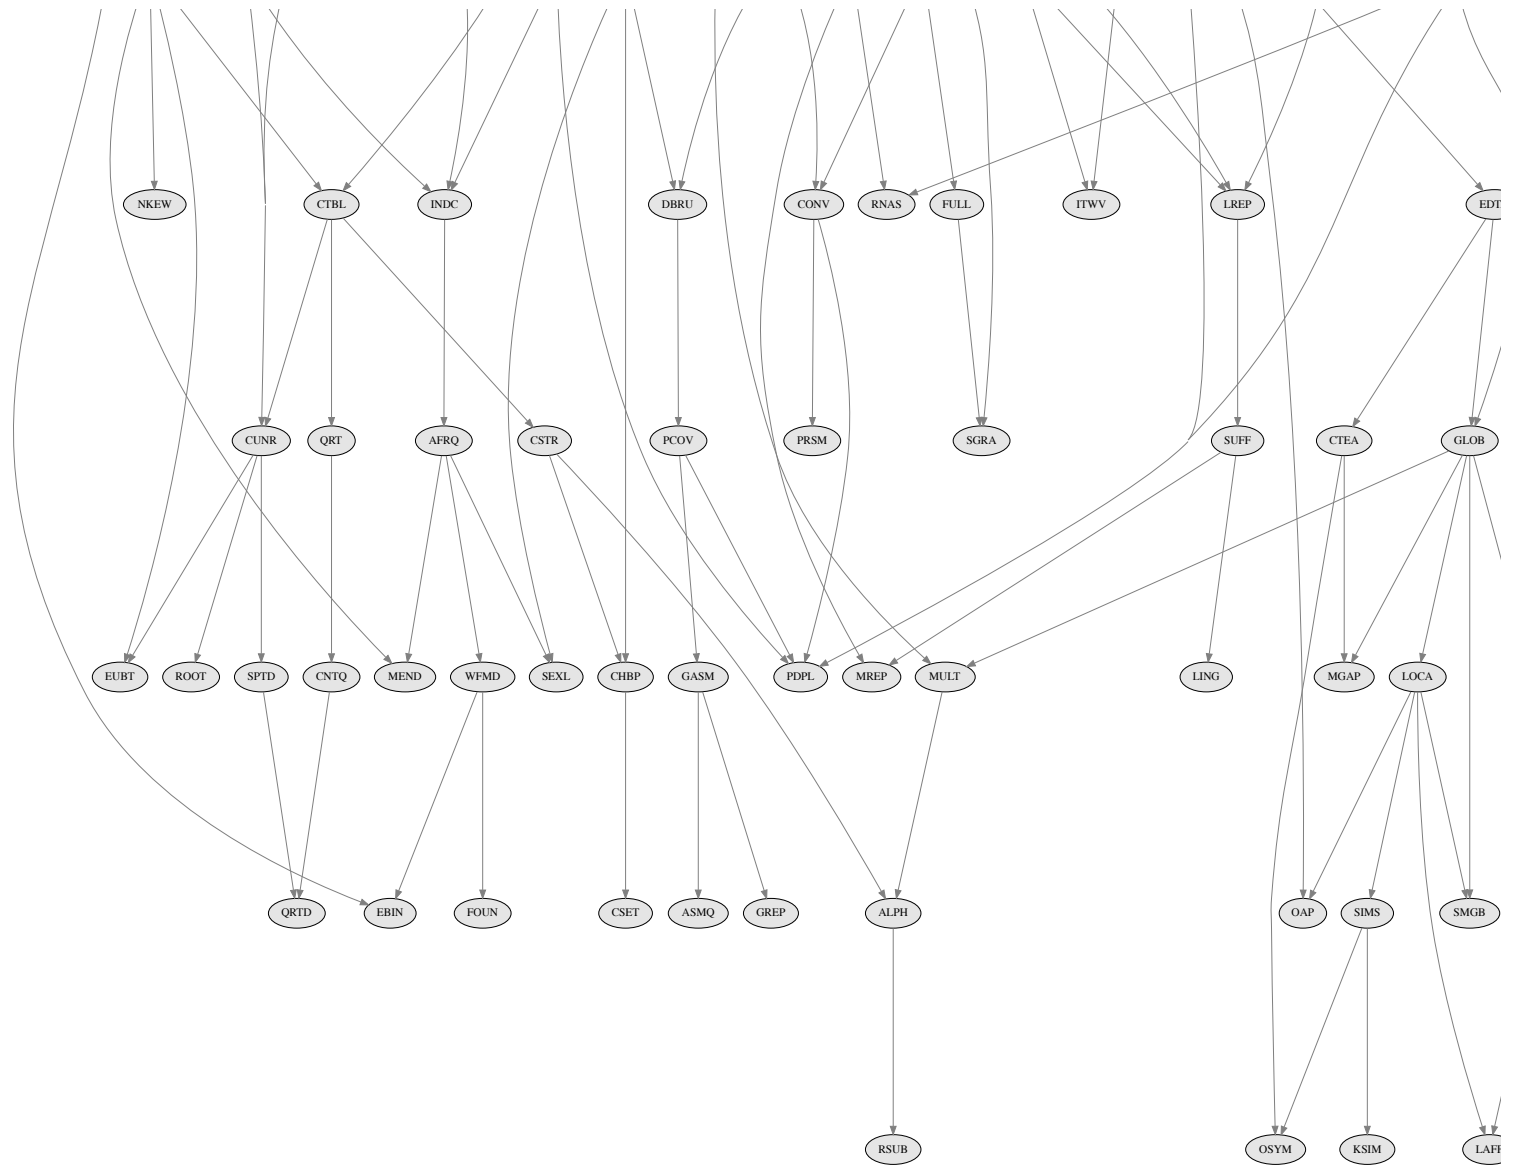 NKEW CTBL INDC DBRU CONV RNAS FULL ITWV LREP EDT
CUNR QRT AFRQ CSTR PCOV PRSM SGRA SUFF CTEA GLOB
EUBT ROOT SPTD CNTQ MEND WFMD SEXL CHBP GASM PDPL MREP MULT LING MGAP LOCA
QRTD EBIN FOUN CSET ASMQ GREP ALPH OAP SIMS SMGB
RSUB OSYM KSIM